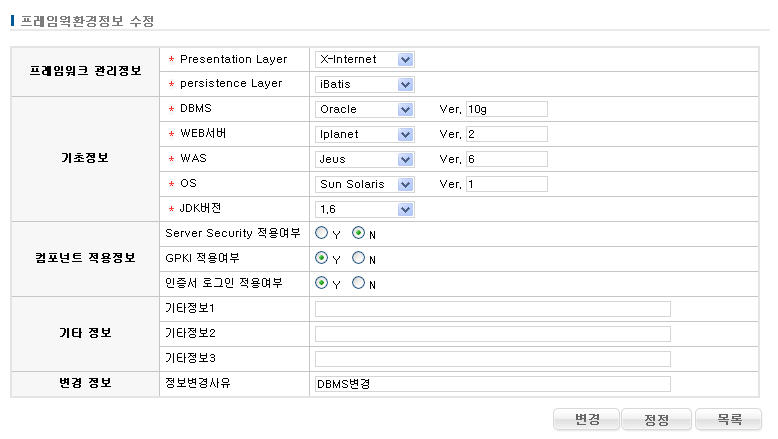 프레임웍환경정보 수정
프레임워크 관리정보
* Presentation Layer X-Internet
* persistence Layer iBatis
기초정보
* DBMS Oracle Ver. 10g
* WEB서버 Iplanet Ver. 2
* WAS Jeus Ver. 6
* OS Sun Solaris Ver. 1
* JDK버전 1.6
컴포넌트 적용정보
Server Security 적용여부 Y N
GPKI 적용여부 Y N
인증서 로그인 적용여부 Y N
기타 정보
기타정보1
기타정보2
기타정보3
변경 정보 정보변경사유 DBMS변경
변경 정정 목록